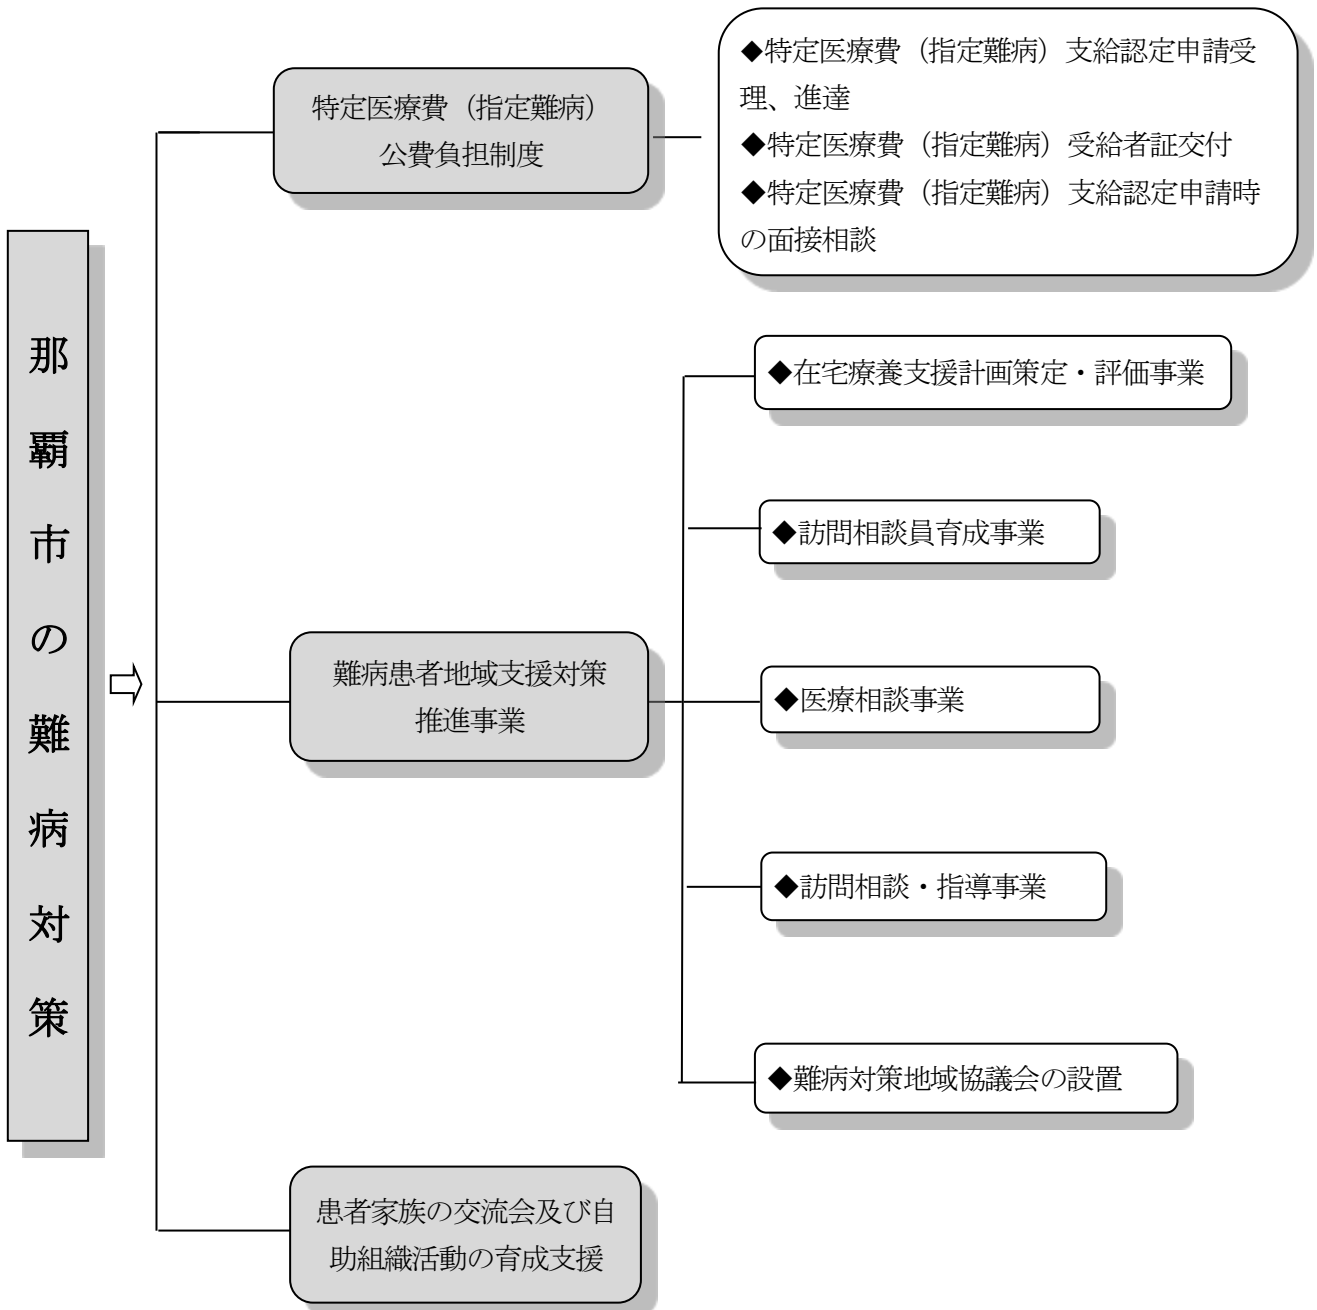 那覇市の難病対策
特定医療費（指定難病）
公費負担制度
◆特定医療費（指定難病）支給認定申請受
理、進達
◆特定医療費（指定難病）受給者証交付
◆特定医療費（指定難病）支給認定申請時
の面接相談
難病患者地域支援対策
推進事業
◆在宅療養支援計画策定・評価事業
◆訪問相談員育成事業
◆医療相談事業
◆訪問相談・指導事業
◆難病対策地域協議会の設置
患者家族の交流会及び自
助組織活動の育成支援